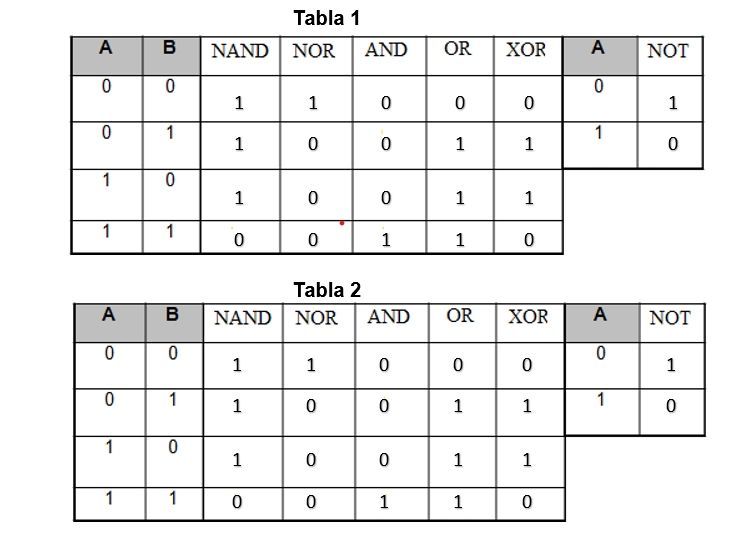 Tabla 1
A B NAND NOR AND OR XOR A NOT
0 0 1 1 0 0 0 0 1
0 1 1 0 0 1 1 1 0
1 0 1 0 0 1 1
1 1 0 0 1 1 0
Tabla 2
A B NAND NOR AND OR XOR A NOT
0 0 1 1 0 0 0 0 1
0 1 1 0 0 1 1 1 0
1 0 1 0 0 1 1
1 1 0 0 1 1 0